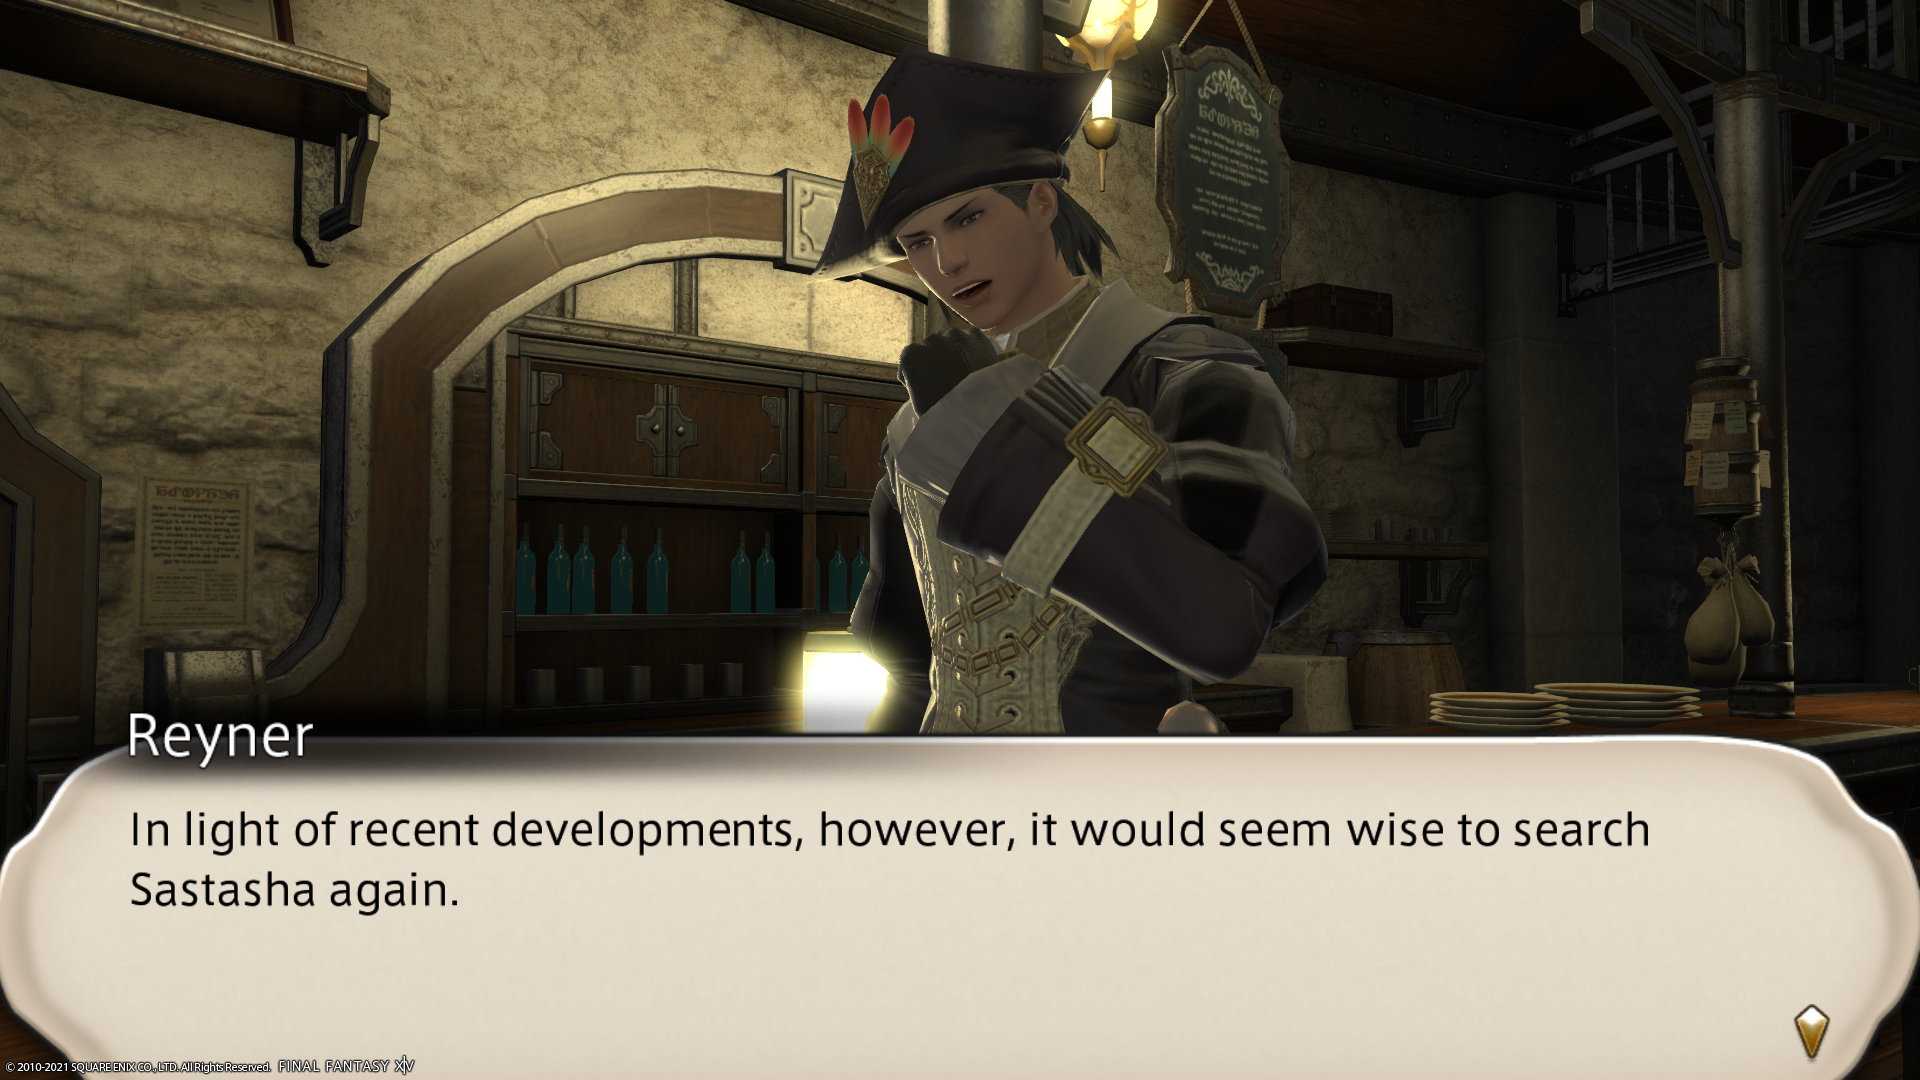 Reyner
In light of recent developments, however, it would seem wise to search
Sastasha again.
© 2010-2021 SQUARE ENIX CO., LTD. All Rights Reserved. FINAL FANTASY XIV